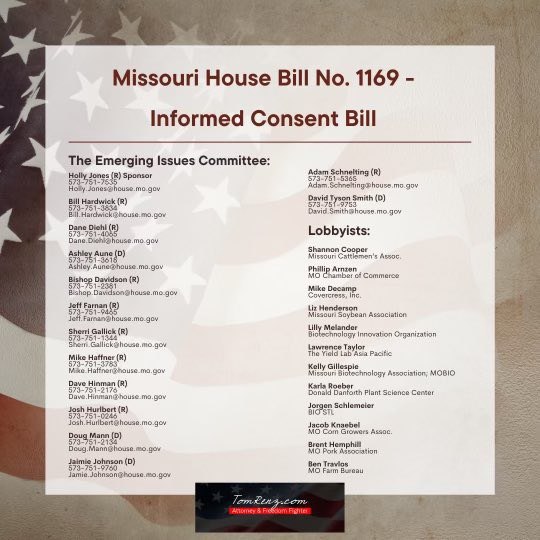 Missouri House Bill No. 1169 -
Informed Consent Bill
The Emerging Issues Committee:
Holly Jones (R) Sponsor
573-751-7535
Holly.Jones@house.mo.gov
Bill Hardwick (R)
573-751-3834
Bill.Hardwick@house.mo.gov
Dane Diehl (R)
573-751-4065
Dane.Diehl@house.mo.gov
Ashley Aune (D)
573-751-3618
Ashley.Aune@house.mo.gov
Bishop Davidson (R)
573-751-2381
Bishop.Davidson@house.mo.gov
Jeff Farnan (R)
573-751-9465
Jeff.Farnan@house.mo.gov
Sherri Gallick (R)
573-751-1344
Sherri.Gallick@house.mo.gov
Mike Haffner (R)
573-751-3783
Mike.Haffner@house.mo.gov
Dave Hinman (R)
573-751-2176
Dave.Hinman@house.mo.gov
Josh Hurlbert (R)
573-751-0246
Josh.Hurlbert@house.mo.gov
Doug Mann (D)
573-751-2134
Doug.Mann@house.mo.gov
Jaimie Johnson (D)
573-751-9760
Jamie.Johnson@house.mo.gov
Adam Schnelting (R)
573-751-5365
Adam.Schnelting@house.mo.gov
David Tyson Smith (D)
573-751-9753
David.Smith@house.mo.gov
Lobbyists:
Shannon Cooper
Missouri Cattlemen's Assoc.
Phillip Arnzen
MO Chamber of Commerce
Mike Decamp
Covercress, Inc.
Liz Henderson
Missouri Soybean Association
Lilly Melander
Biotechnology Innovation Organization
Lawrence Taylor
The Yield Lab Asia Pacific
Kelly Gillespie
Missouri Biotechnology Association; MOBIO
Karla Roeber
Donald Danforth Plant Science Center
Jorgen Schlemeier
BIO STL
Jacob Knaebel
MO Corn Growers Assoc.
Brent Hemphill
MO Pork Association
Ben Travlos
MO Farm Bureau
TomRenz.com
Attorney & Freedom Fighter